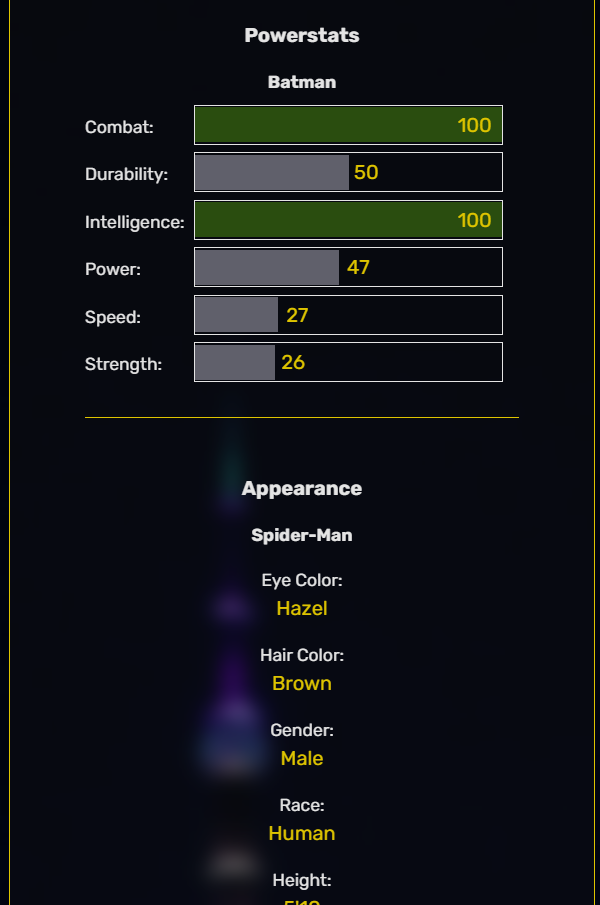 Powerstats
Batman
Combat: 100
Durability: 50
Intelligence: 100
Power: 47
Speed: 27
Strength: 26
Appearance
Spider-Man
Eye Color:
Hazel
Hair Color:
Brown
Gender:
Male
Race:
Human
Height: